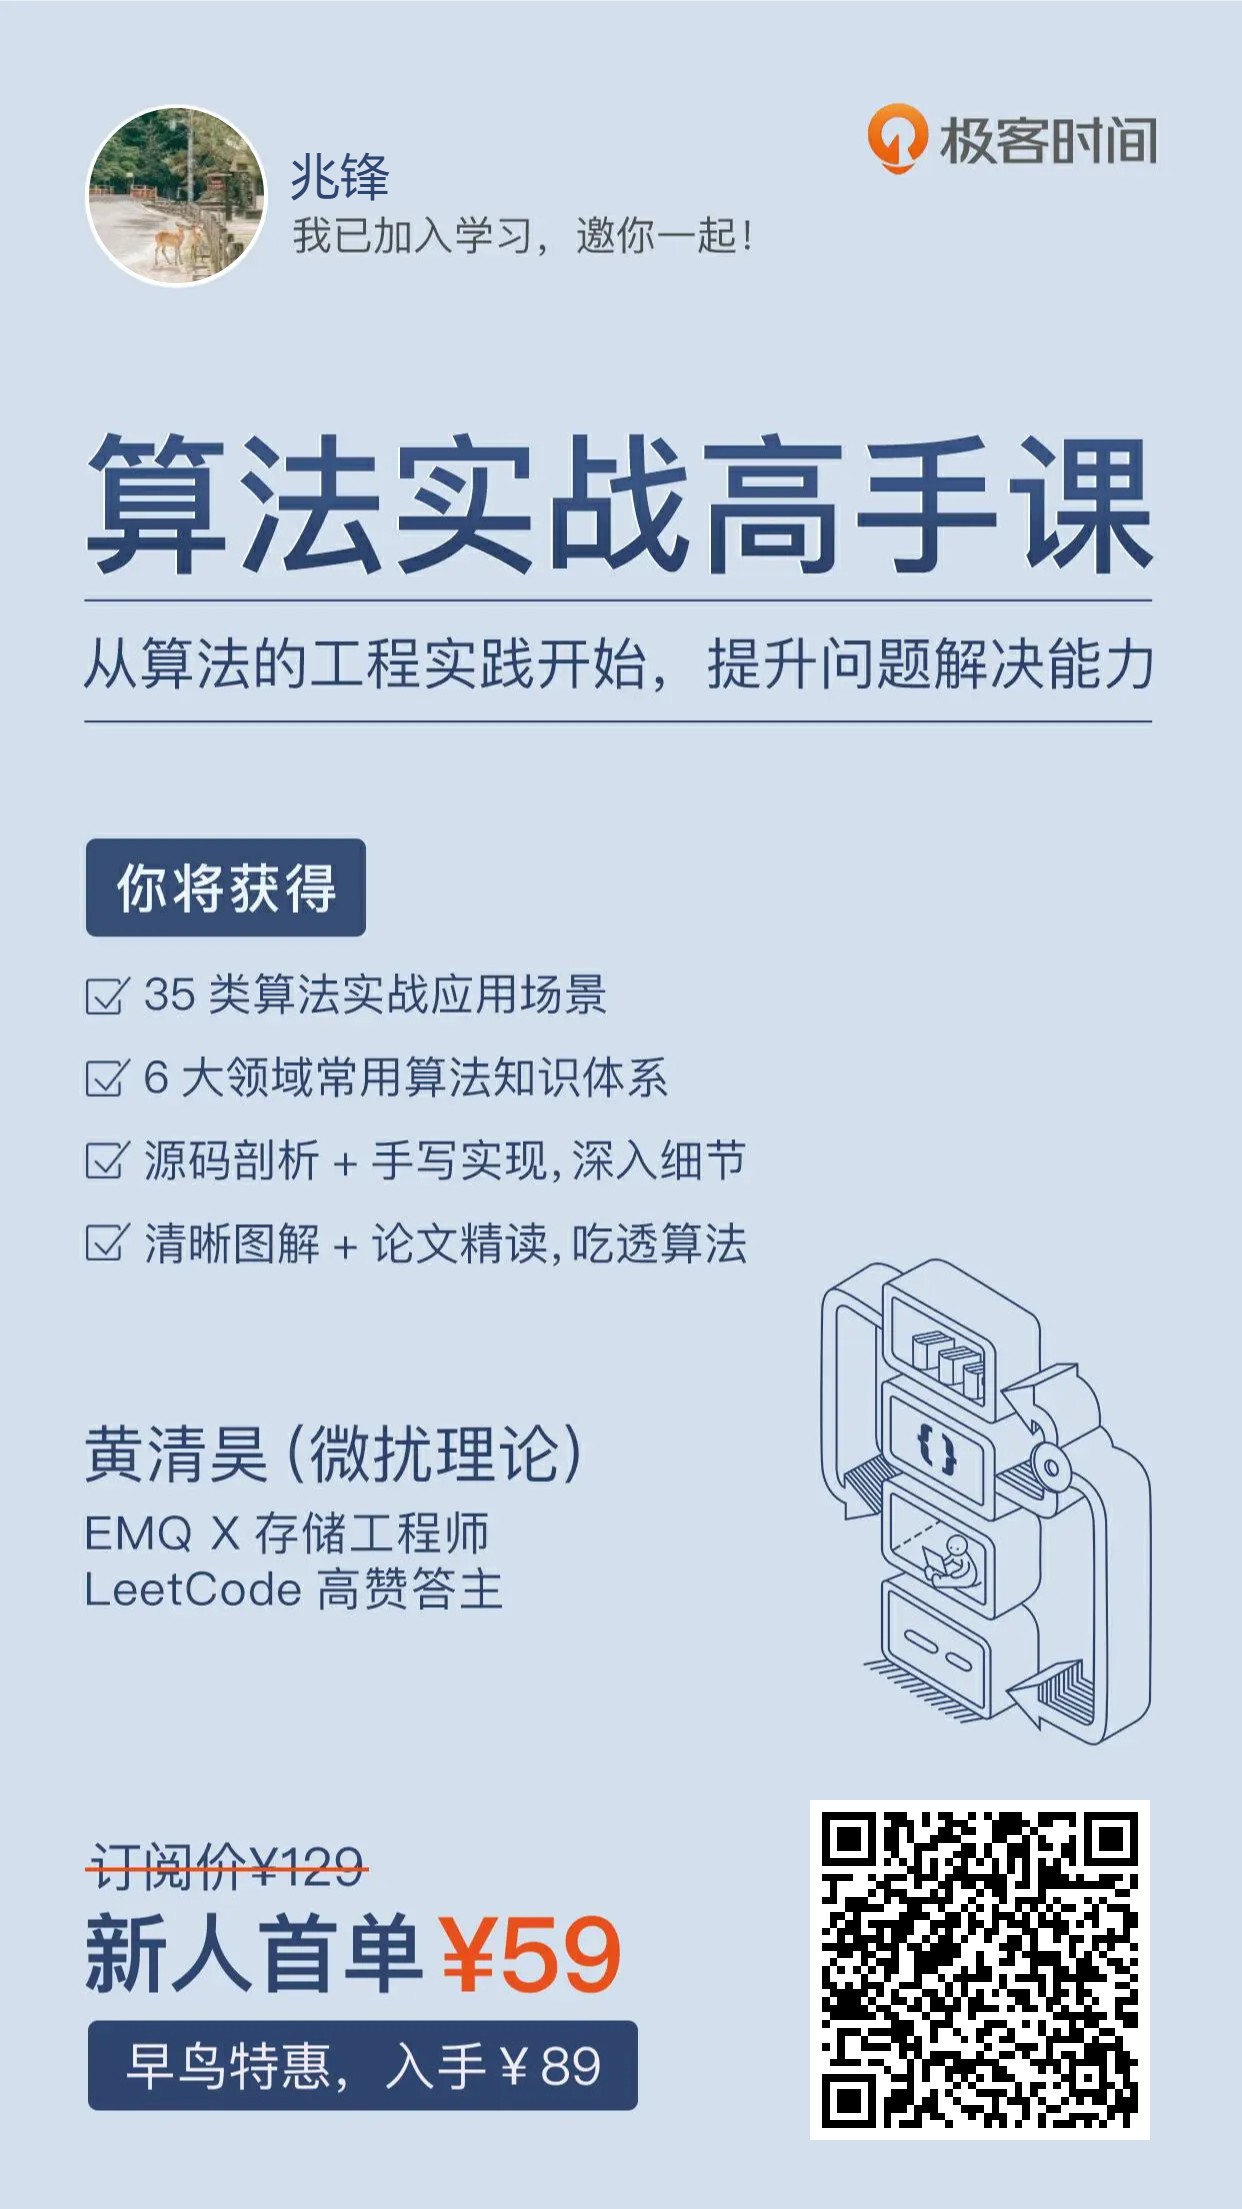 兆锋
我已加入学习，邀你一起！
极客时间
算法实战高手课
从算法的工程实践开始，提升问题解决能力
你将获得
35 类算法实战应用场景
6 大领域常用算法知识体系
源码剖析 + 手写实现，深入细节
清晰图解 + 论文精读，吃透算法
{}
黄清昊（微扰理论）
EMQ X 存储工程师
LeetCode 高赞答主
订阅价¥129
新人首单¥59
早鸟特惠，入手¥89